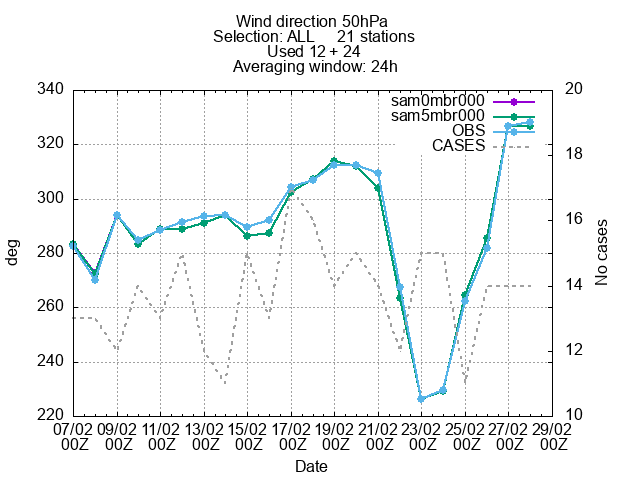 Wind direction 50hPa
Selection: ALL 21 stations
Used 12 + 24
Averaging window: 24h
340
320
300
280
260
240
220
deg
20
18
16
14
12
10
No cases
sam0mbr000
sam5mbr000
OBS
CASES
07/02 09/02 11/02 13/02 15/02 17/02 19/02 21/02 23/02 25/02 27/02 29/02
00Z 00Z 00Z 00Z 00Z 00Z 00Z 00Z 00Z 00Z 00Z 00Z
Date